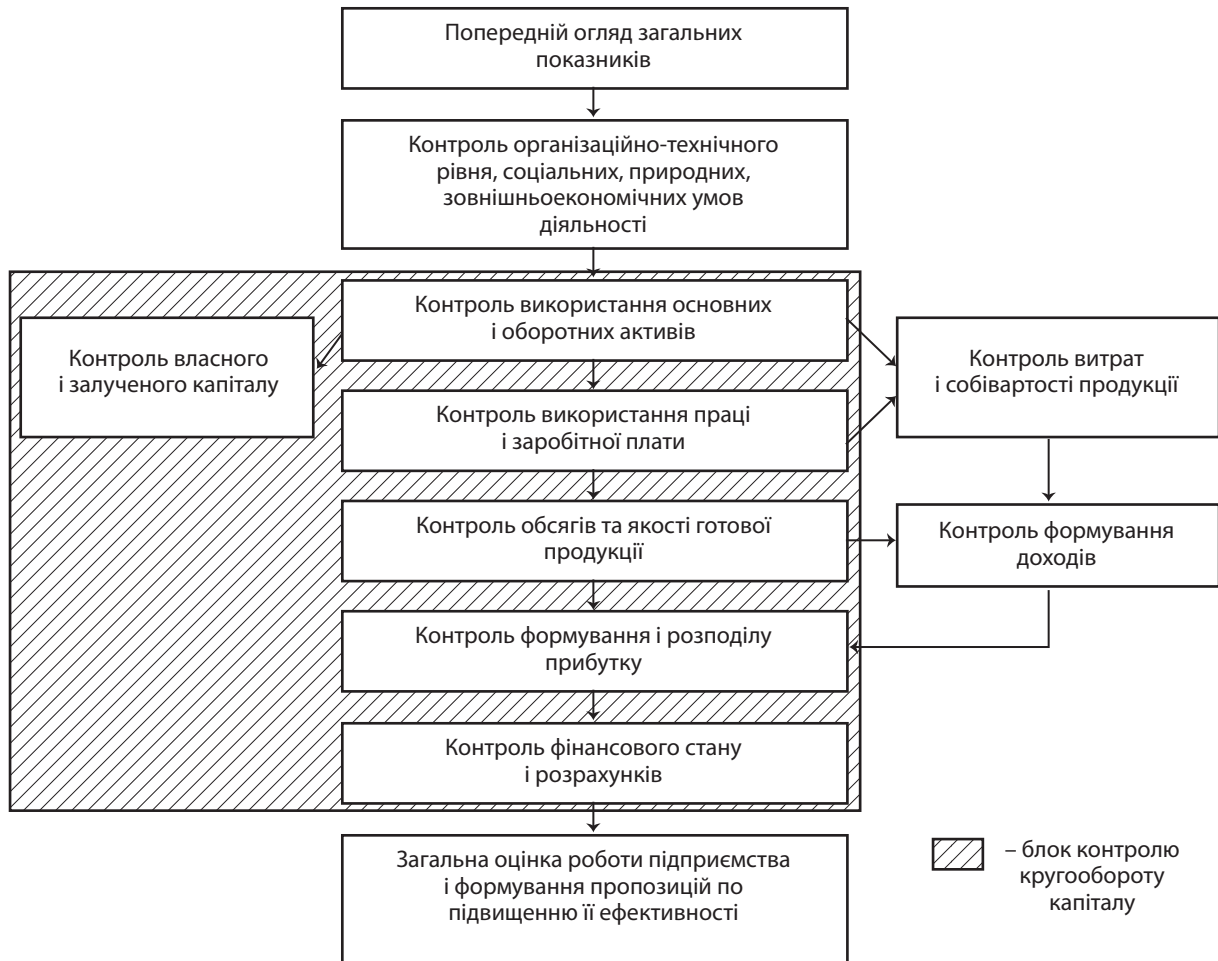 Попередній огляд загальних
показників
Контроль організаційно-технічного
рівня, соціальних, природних,
зовнішньоекономічних умов
діяльності
Контроль використання основних
і оборотних активів
Контроль власного
і залученого капіталу
Контроль витрат
і собівартості продукції
Контроль використання праці
і заробітної плати
Контроль обсягів та якості готової
продукції
Контроль формування
доходів
Контроль формування і розподілу
прибутку
Контроль фінансового стану
і розрахунків
Загальна оцінка роботи підприємства
і формування пропозицій по
підвищенню її ефективності
– блок контролю
кругообороту
капіталу